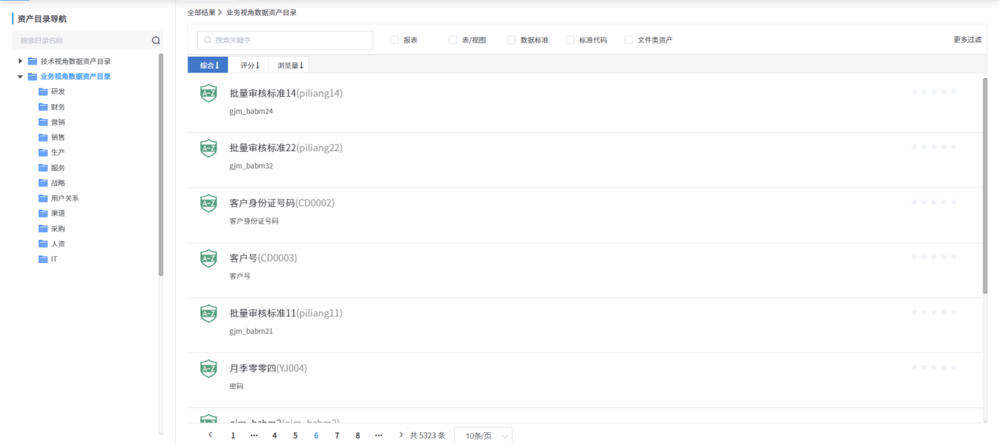 资产目录导航
搜索目录名称
技术视角数据资产目录
业务视角数据资产目录
研发
财务
营销
销售
生产
服务
战略
用户关系
渠道
采购
人资
IT
全部结果 > 业务视角数据资产目录
搜索关键字
报表 表/视图 数据标准 标准代码 文件类资产 更多过滤
综合 评分 浏览量
批量审核标准14(piliang14)
gjm_babm24
批量审核标准22(piliang22)
gjm_babm32
客户身份证号码(CD0002)
客户身份证号码
客户号(CD0003)
客户号
批量审核标准11(piliang11)
gjm_babm21
月季零零四(YJ004)
密码
gjm_bzbm2(gjm_bzbm2)
< 1 ··· 4 5 6 7 8 ··· > 共 5323 条 10条/页